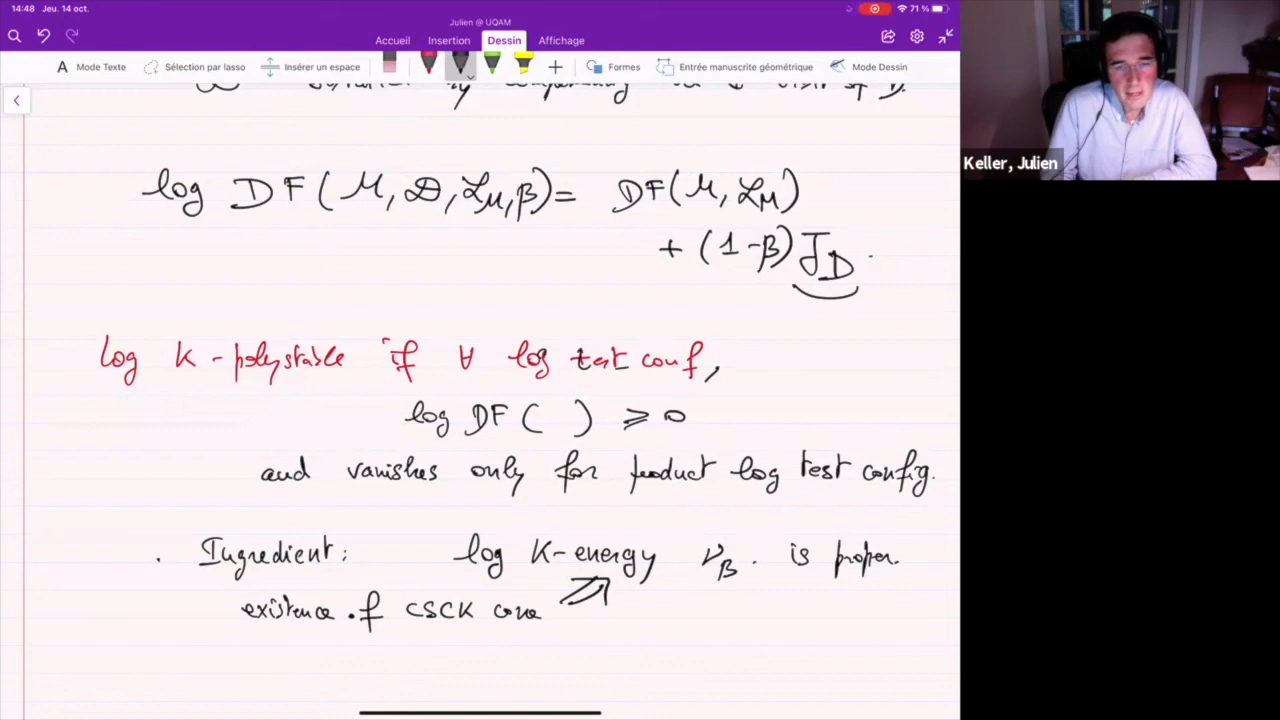 14:48 Jeu. 14 oct.
71 %
Julien @ UQAM
Accueil Insertion Dessin Affichage
A Mode Texte Sélection par lasso Insérer un espace Formes Entrée manuscrite géométrique Mode Dessin
Keller, Julien
log DF(M, D, L_M, β) = DF(M, L_M)
+ (1-β) J_D.
log K-polystable if ∀ log test conf,
log DF( ) ≥ 0
and vanishes only for product log test config.
. Ingredient: log K-energy ν_β. is proper.
existence of CSCK cone ⇗